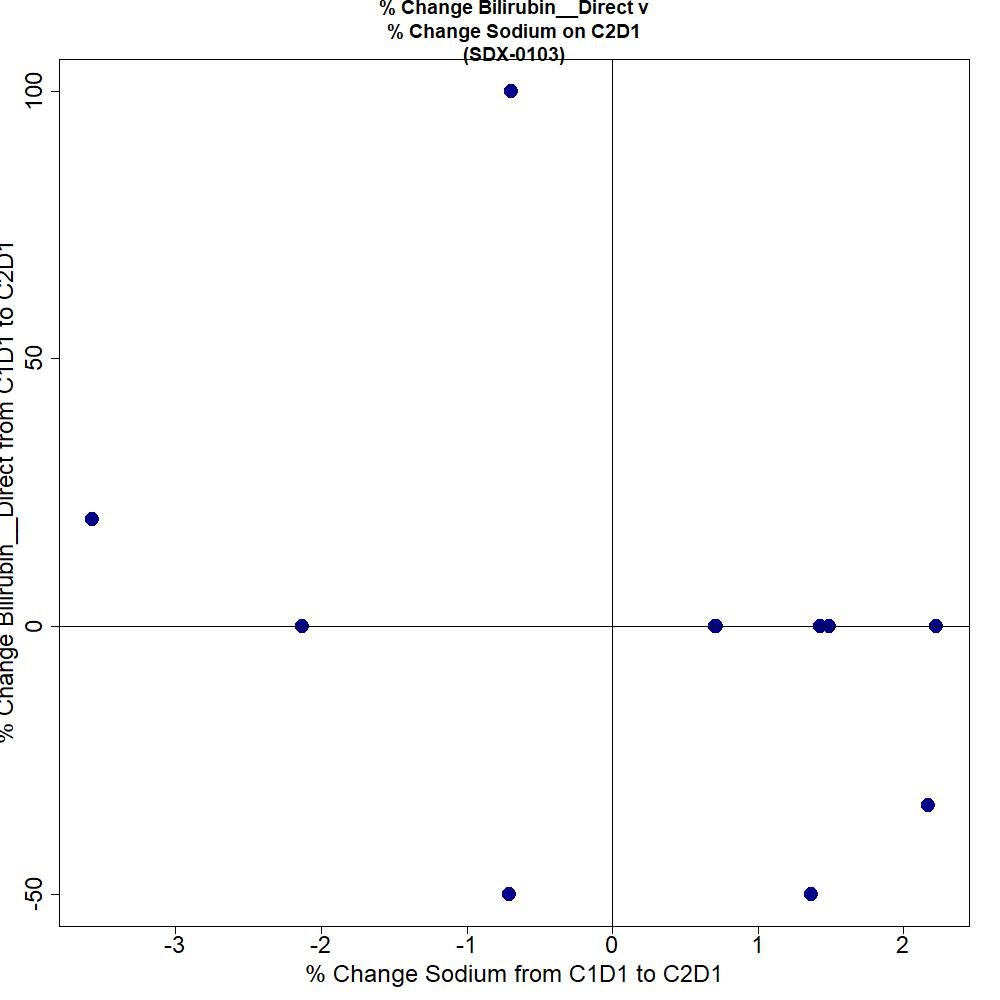 % Change Bilirubin__Direct v
% Change Sodium on C2D1
(SDX-0103)
% Change Bilirubin__Direct from C1D1 to C2D1
100
50
0
-50
-3
-2
-1
0
1
2
% Change Sodium from C1D1 to C2D1